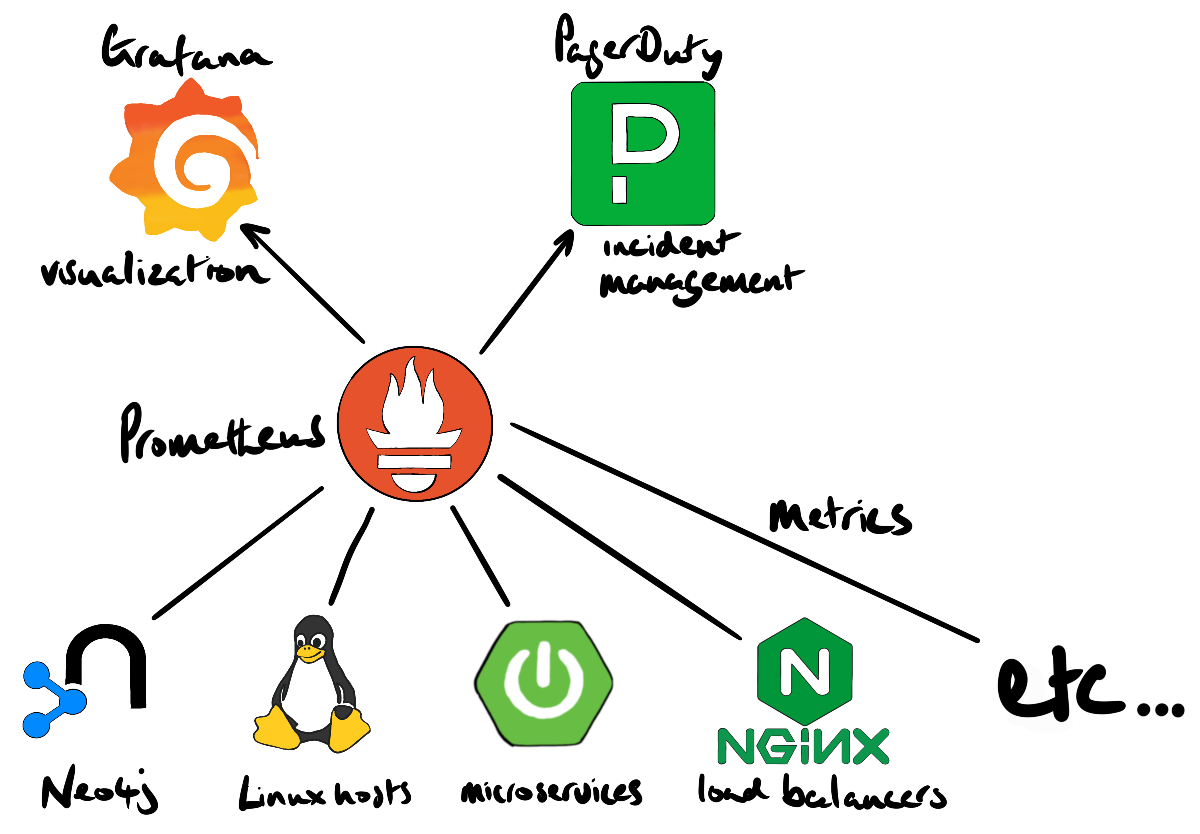 Grafana
PagerDuty
P
visualization
incident
management
Prometheus
metrics
etc...
N
NGiNX
Neo4j
Linux hosts
microservices
load balancers